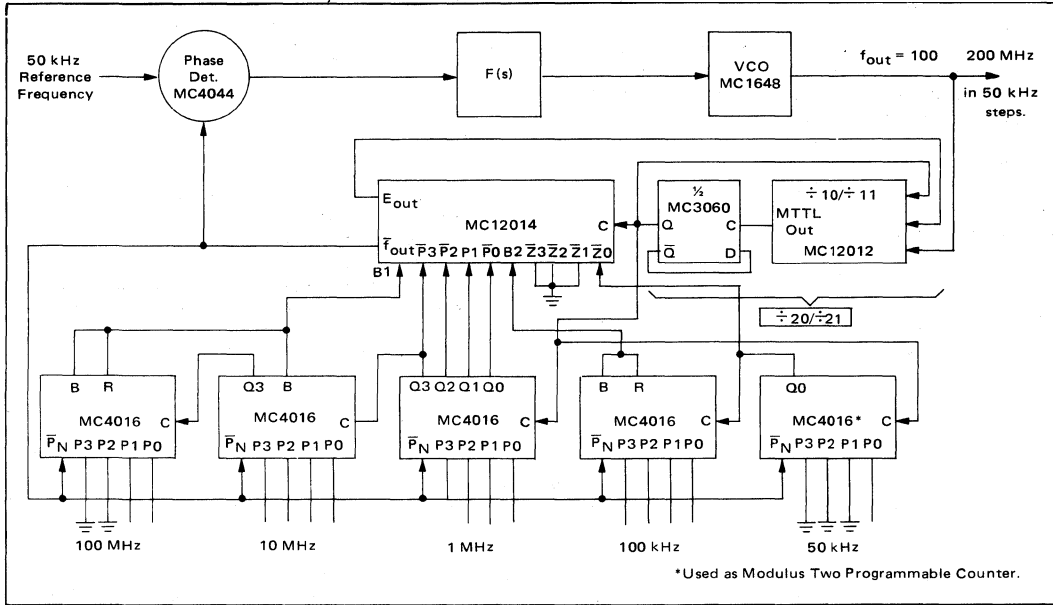 50 kHz
Reference
Frequency
Phase
Det.
MC4044
F(s)
VCO
MC1648
fout = 100 200 MHz
in 50 kHz
steps.
Eout
MC12014
C
f̅out P̅3 P̅2 P1 P̅0 B2 Z̅3 Z̅2 Z̅1 Z̅0
B1
½
MC3060
Q C
Q̅ D
÷10/÷11
MTTL
Out
MC12012
÷20/÷21
B R
MC4016
C
P̅N P3 P2 P1 P0
100 MHz
Q3 B
MC4016
C
P̅N P3 P2 P1 P0
10 MHz
Q3 Q2 Q1 Q0
MC4016
C
P̅N P3 P2 P1 P0
1 MHz
B R
MC4016
C
P̅N P3 P2 P1 P0
100 kHz
Q0
MC4016*
C
P̅N P3 P2 P1 P0
50 kHz
*Used as Modulus Two Programmable Counter.